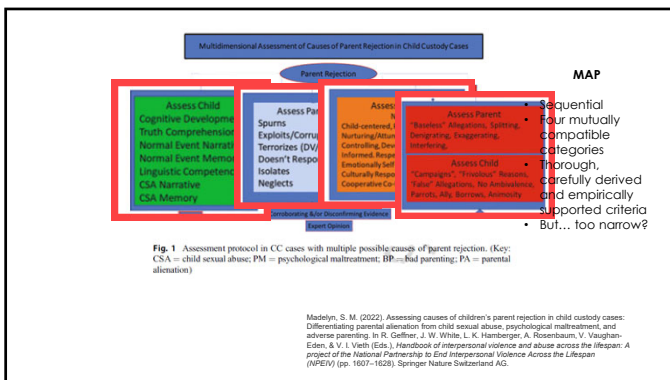 Multidimensional Assessment of Causes of Parent Rejection in Child Custody Cases
Parent Rejection
Assess Child
Cognitive Developme
Truth Comprehension
Normal Event Narrati
Normal Event Memor
Linguistic Competenc
CSA Narrative
CSA Memory
Assess Par
Spurns
Exploits/Corrup
Terrorizes (DV/
Doesn't Respo
Isolates
Neglects
Assess
Child-centered,
Nurturing/Attun
Controlling, Deve
Informed. Respe
Emotionally Self
Culturally Respo
Cooperative Co-
Assess Parent
"Baseless" Allegations, Splitting,
Denigrating, Exaggerating,
Interfering,
Assess Child
"Campaigns", "Frivolous" Reasons,
"False" Allegations, No Ambivalence,
Parrots, Ally, Borrows, Animosity
Corroborating &/or Disconfirming Evidence
Expert Opinion
MAP
• Sequential
• Four mutually
compatible
categories
• Thorough,
carefully derived
and empirically
supported criteria
• But... too narrow?
Fig. 1 Assessment protocol in CC cases with multiple possible causes of parent rejection. (Key:
CSA = child sexual abuse; PM = psychological maltreatment; BP = bad parenting; PA = parental
alienation)
Madelyn, S. M. (2022). Assessing causes of children's parent rejection in child custody cases:
Differentiating parental alienation from child sexual abuse, psychological maltreatment, and
adverse parenting. In R. Geffner, J. W. White, L. K. Hamberger, A. Rosenbaum, V. Vaughan-
Eden, & V. I. Vieth (Eds.), Handbook of interpersonal violence and abuse across the lifespan: A
project of the National Partnership to End Interpersonal Violence Across the Lifespan
(NPEIV) (pp. 1607–1628). Springer Nature Switzerland AG.